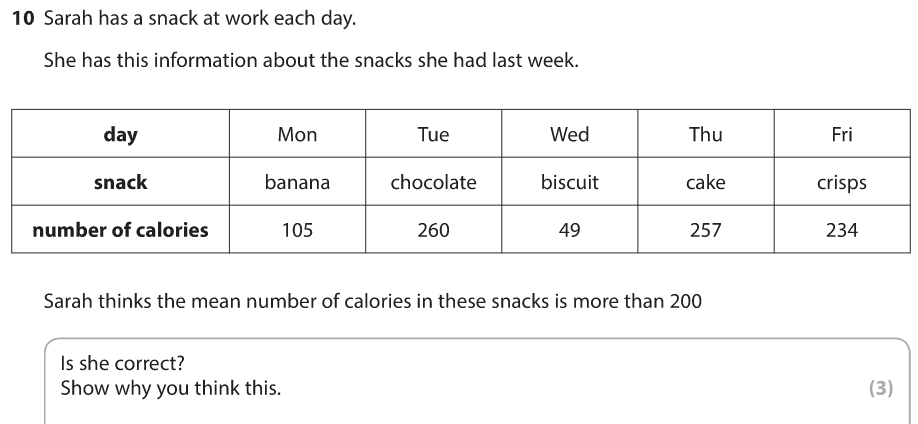 10 Sarah has a snack at work each day.
She has this information about the snacks she had last week.
day Mon Tue Wed Thu Fri
snack banana chocolate biscuit cake crisps
number of calories 105 260 49 257 234
Sarah thinks the mean number of calories in these snacks is more than 200
Is she correct?
Show why you think this. (3)